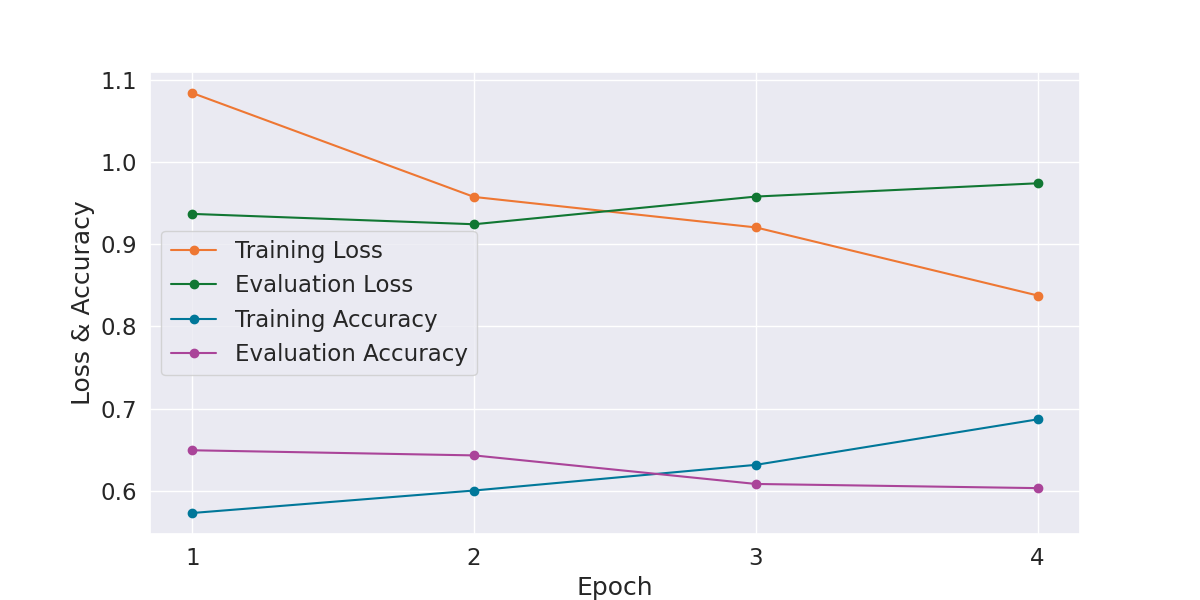 1.1
1.0
0.9
0.8
0.7
0.6
Loss & Accuracy
Training Loss
Evaluation Loss
Training Accuracy
Evaluation Accuracy
1 2 3 4
Epoch